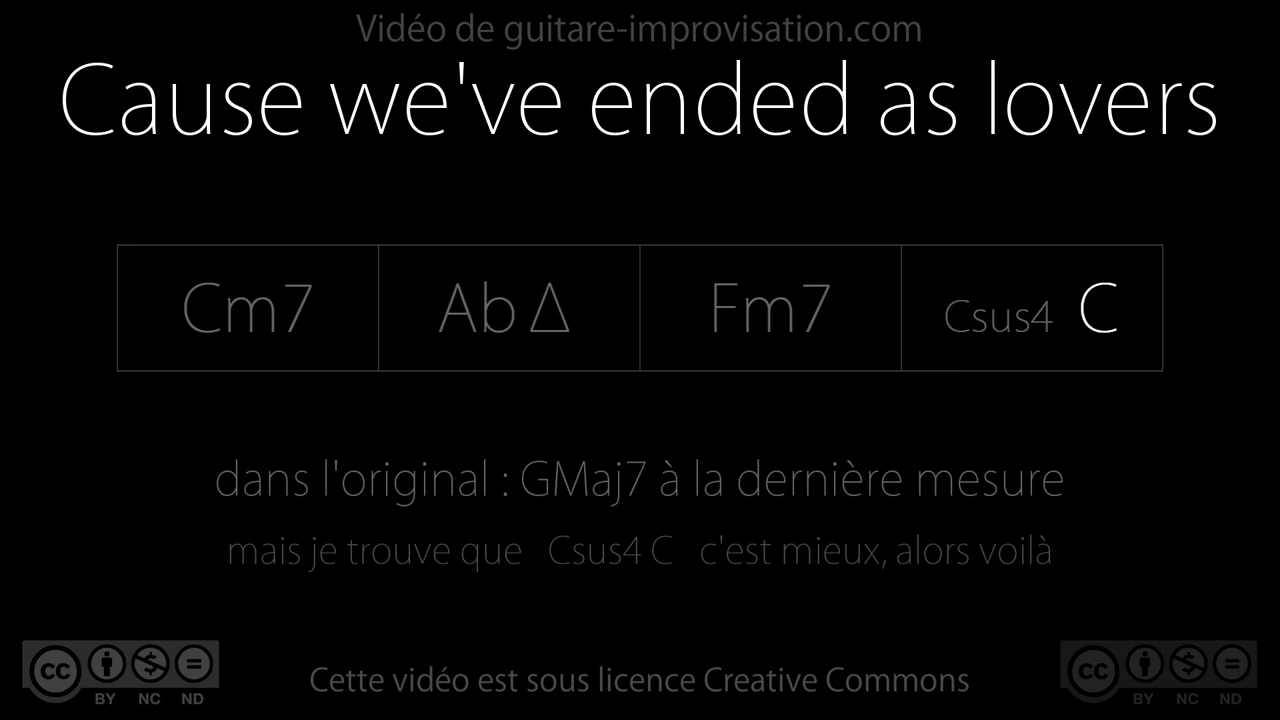 Vidéo de guitare-improvisation.com
Cause we've ended as lovers
Cm7 Ab Δ Fm7 Csus4 C
dans l'original : GMaj7 à la dernière mesure
mais je trouve que Csus4 C c'est mieux, alors voilà
cc BY NC ND
Cette vidéo est sous licence Creative Commons
cc BY NC ND